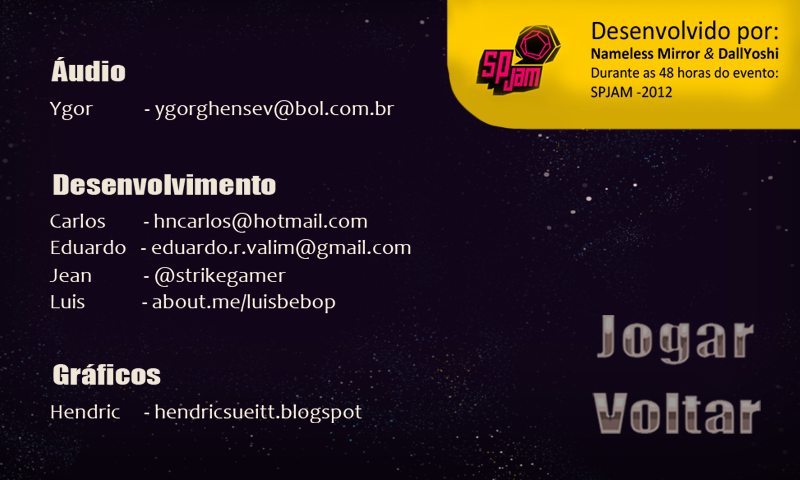 Áudio
Ygor - ygorghensev@bol.com.br
Desenvolvimento
Carlos - hncarlos@hotmail.com
Eduardo - eduardo.r.valim@gmail.com
Jean - @strikegamer
Luis - about.me/luisbebop
Gráficos
Hendric - hendricsueitt.blogspot
SPJam
Desenvolvido por:
Nameless Mirror & DallYoshi
Durante as 48 horas do evento:
SPJAM -2012
Jogar
Voltar